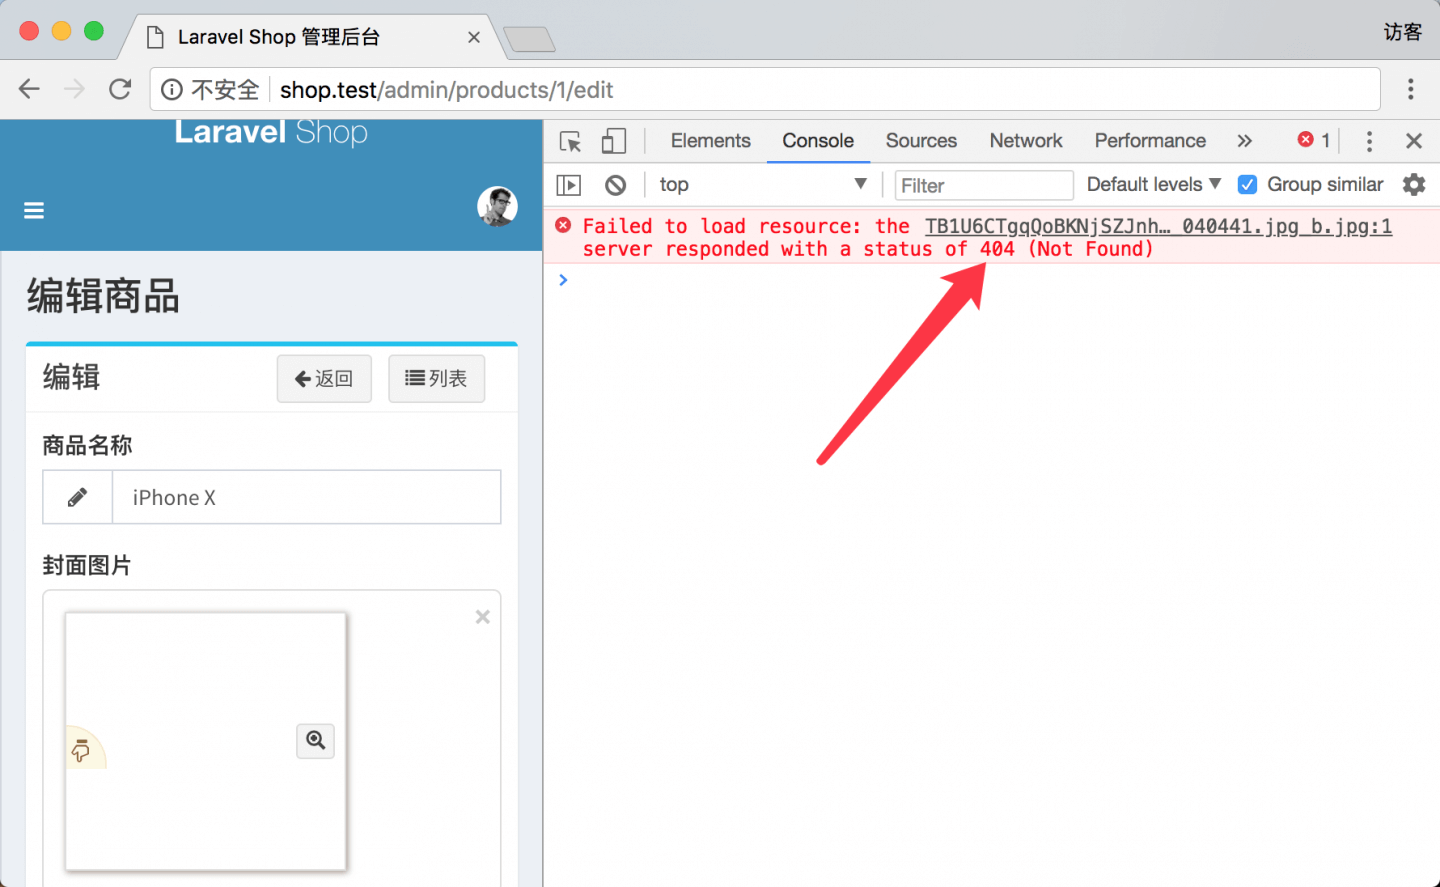 Laravel Shop 管理后台
访客
不安全 shop.test/admin/products/1/edit
Laravel Shop
Elements Console Sources Network Performance » 1
top Filter Default levels Group similar
Failed to load resource: the TB1U6CTgqQoBKNjSZJnh…_040441.jpg_b.jpg:1
server responded with a status of 404 (Not Found)
编辑商品
编辑 返回 列表
商品名称
iPhone X
封面图片